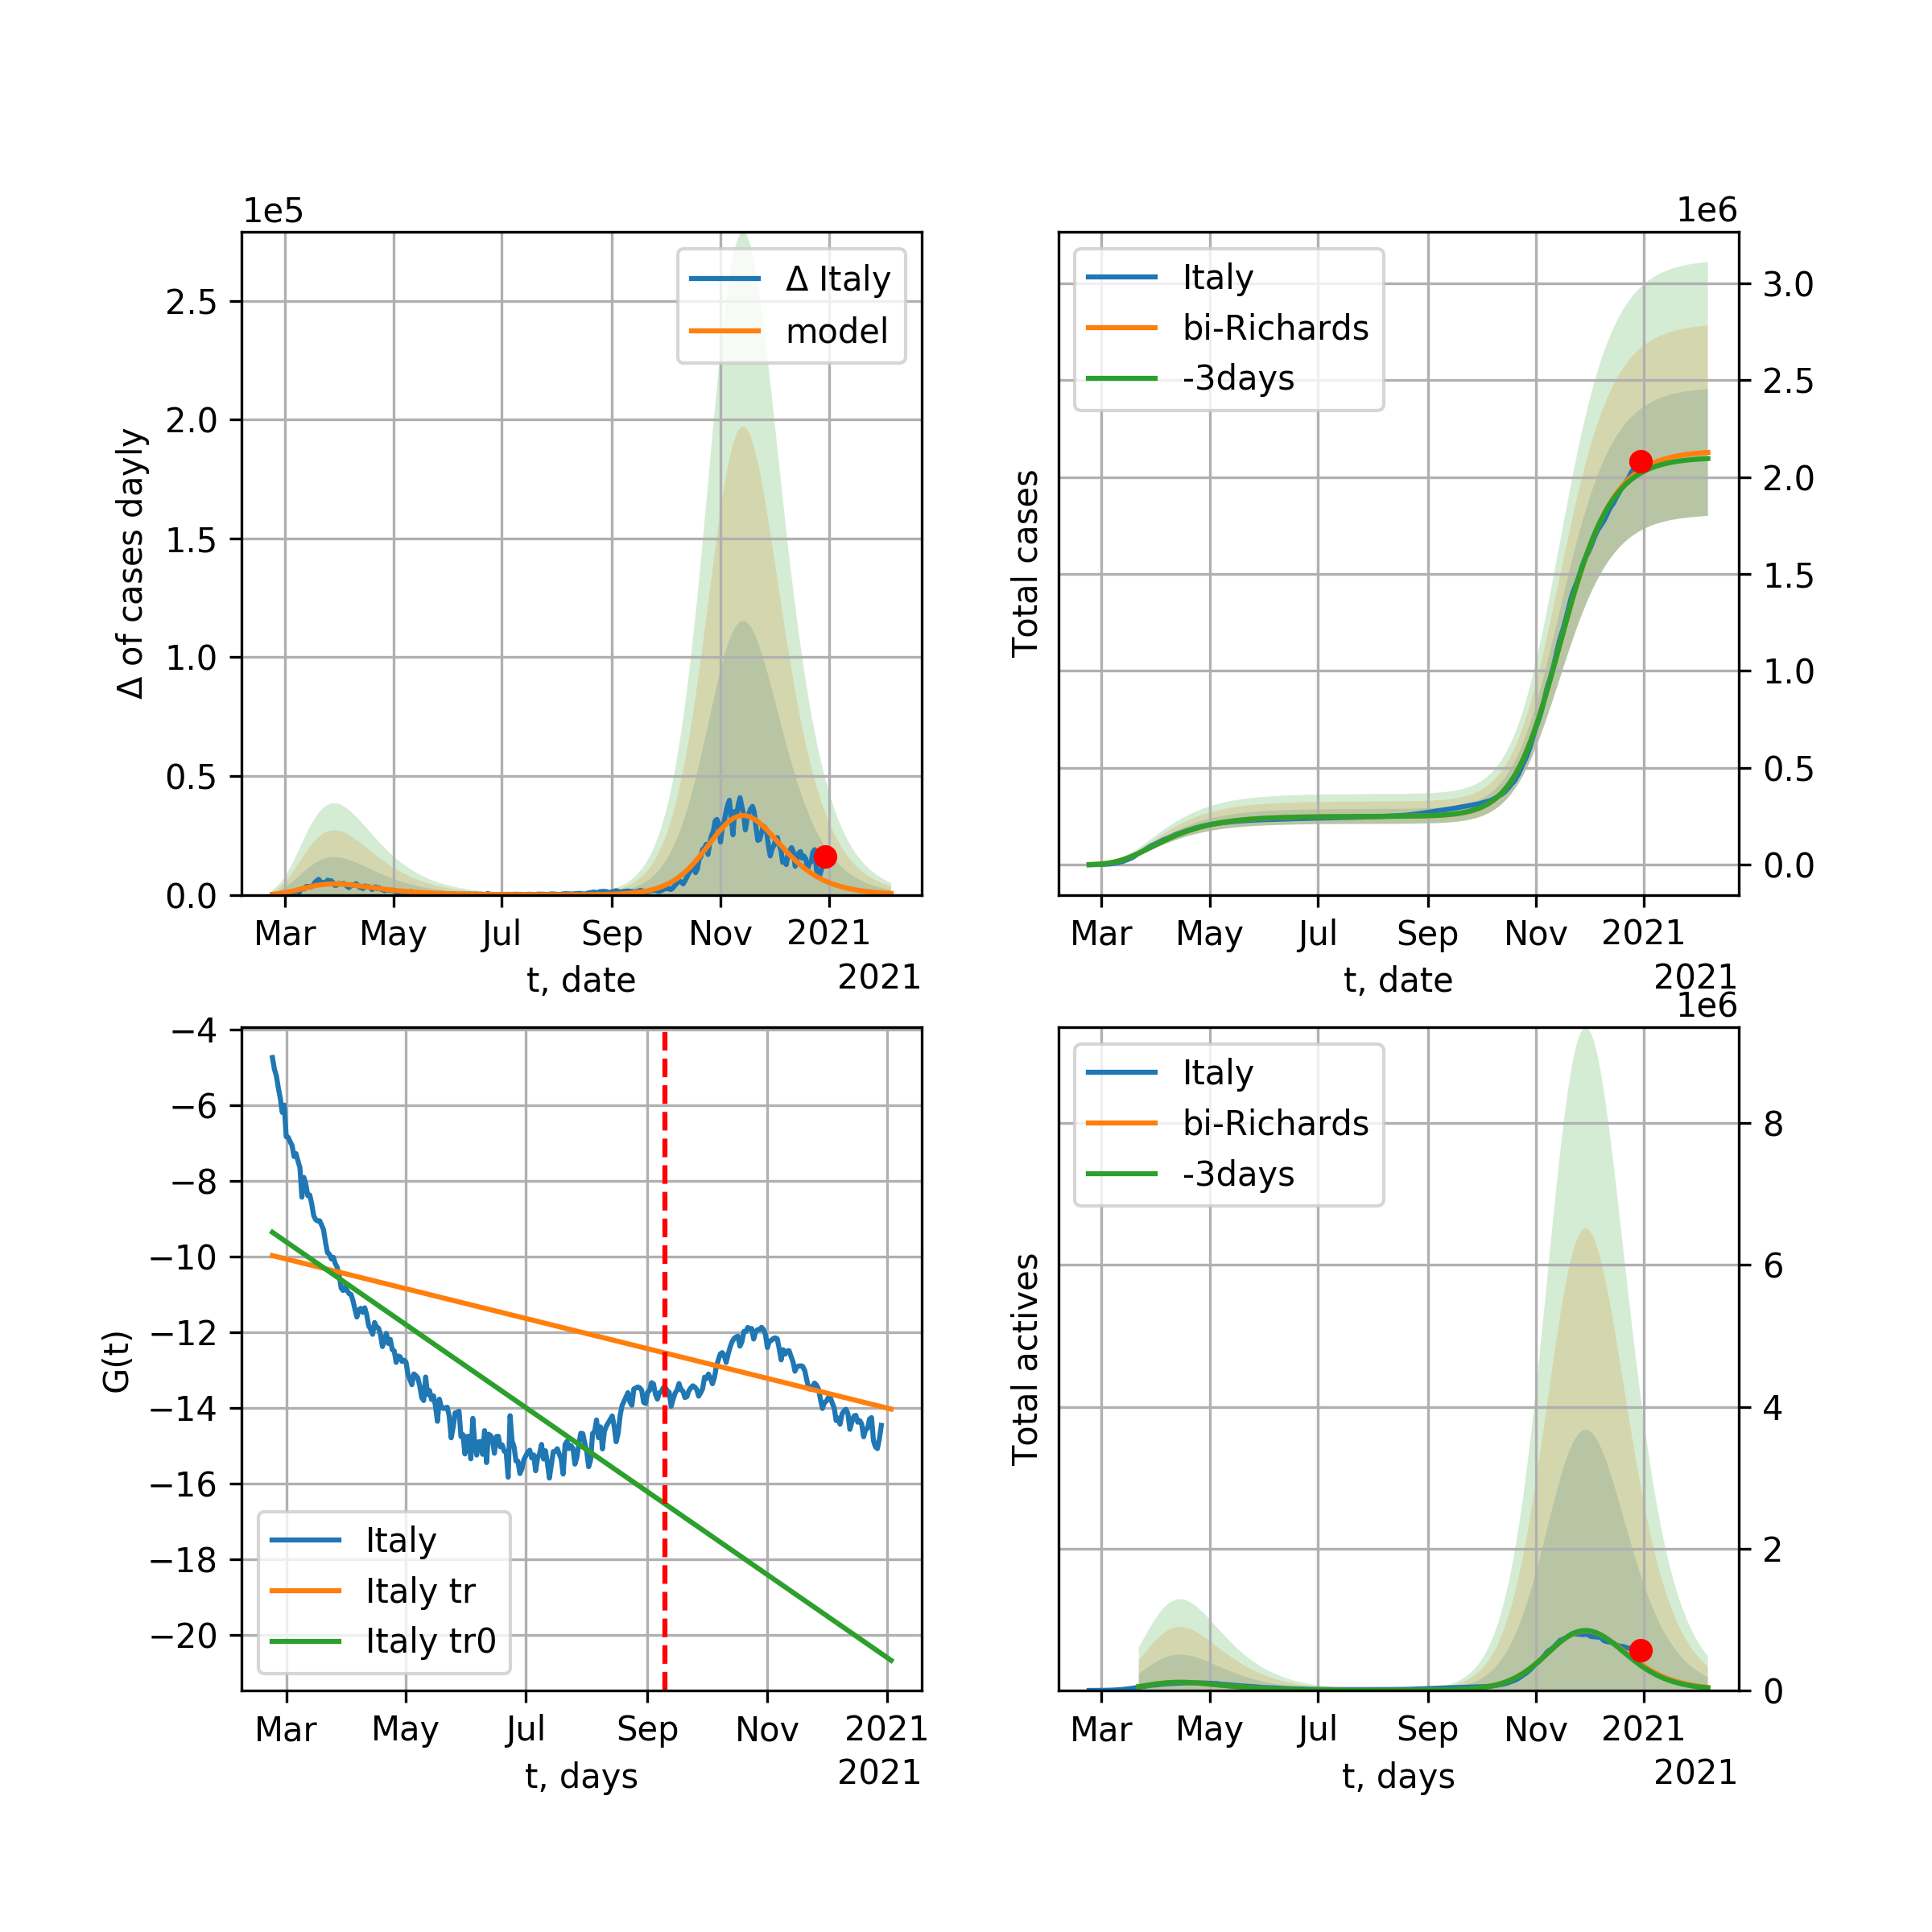 1e5
Δ Italy
model
2.5
2.0
1.5
1.0
0.5
0.0
Δ of cases dayly
Mar May Jul Sep Nov 2021
t, date
2021
1e6
Italy
bi-Richards
-3days
3.0
2.5
2.0
1.5
1.0
0.5
0.0
Total cases
Mar May Jul Sep Nov 2021
t, date
2021
−4
−6
−8
−10
−12
−14
−16
−18
−20
G(t)
Italy
Italy tr
Italy tr0
Mar May Jul Sep Nov 2021
t, days
2021
1e6
Italy
bi-Richards
-3days
8
6
4
2
0
Total actives
Mar May Jul Sep Nov 2021
t, days
2021